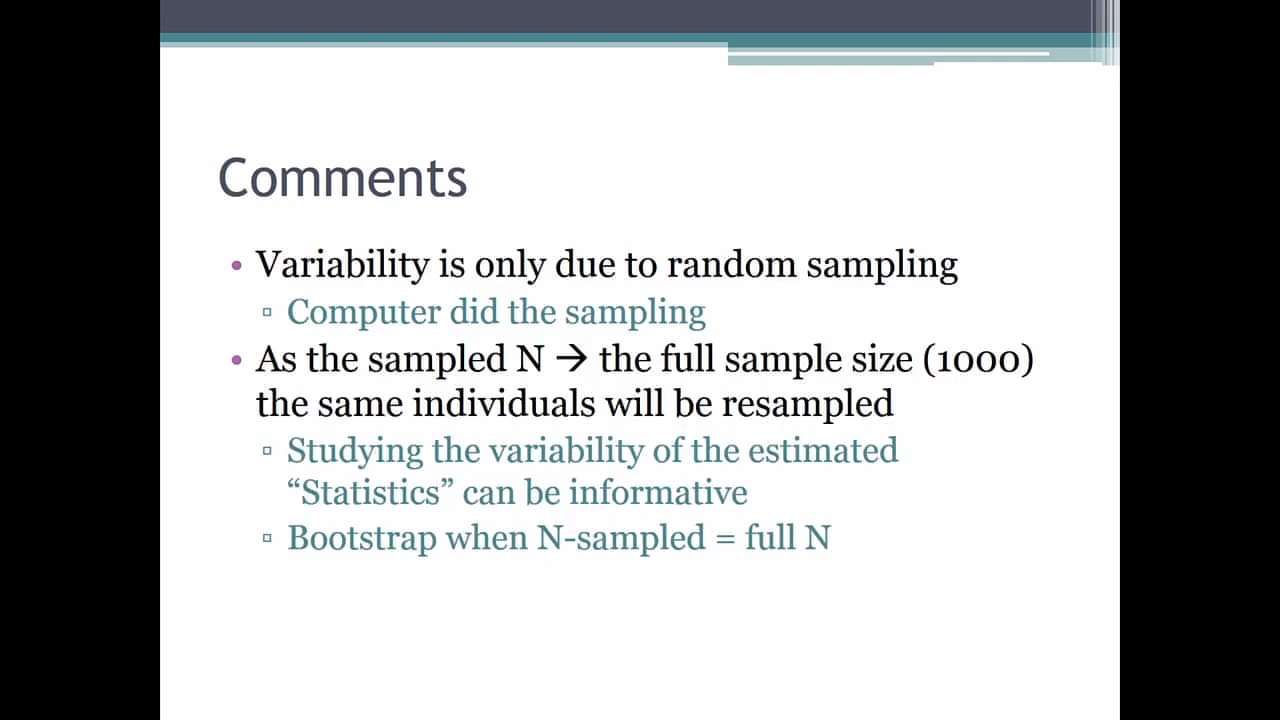 Comments
• Variability is only due to random sampling
▫ Computer did the sampling
• As the sampled N → the full sample size (1000)
the same individuals will be resampled
▫ Studying the variability of the estimated
“Statistics” can be informative
▫ Bootstrap when N-sampled = full N